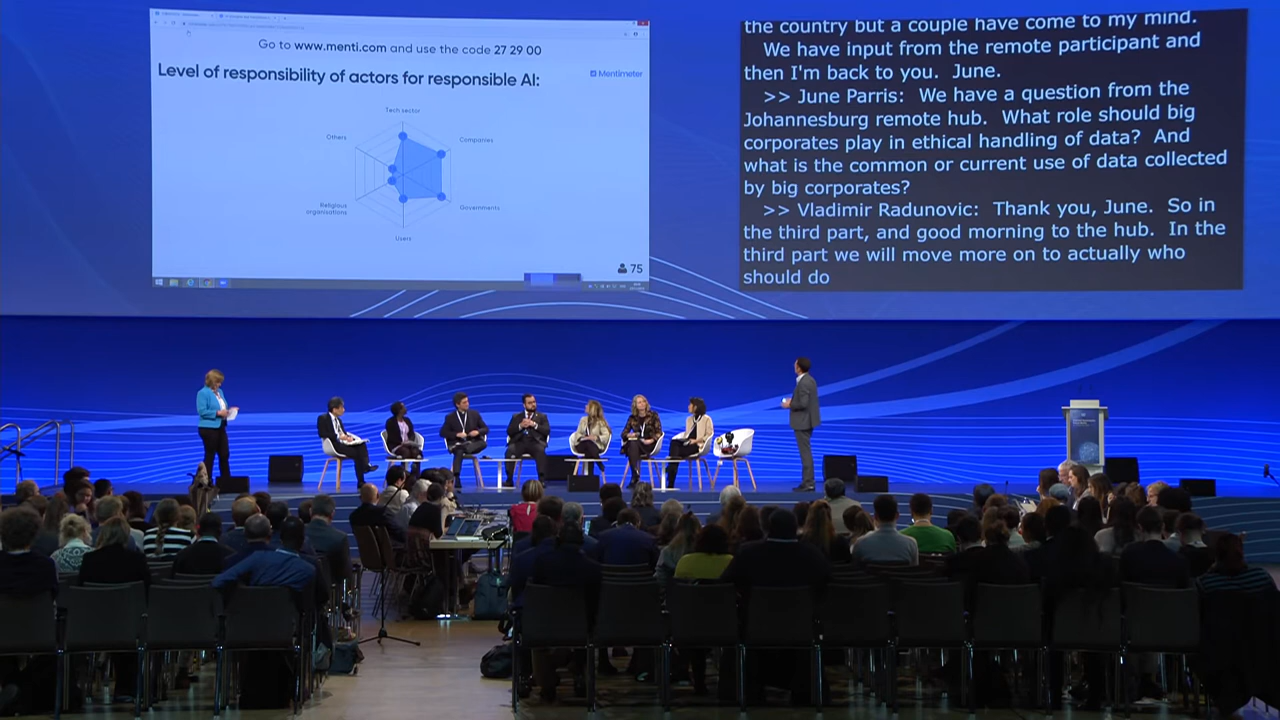 Go to www.menti.com and use the code 27 29 00
Level of responsibility of actors for responsible AI:
Mentimeter
Tech sector
Others
Companies
Religious
organisations
Governments
Users
75
the country but a couple have come to my mind.
We have input from the remote participant and
then I'm back to you. June.
>> June Parris: We have a question from the
Johannesburg remote hub. What role should big
corporates play in ethical handling of data? And
what is the common or current use of data collected
by big corporates?
>> Vladimir Radunovic: Thank you, June. So in
the third part, and good morning to the hub. In the
third part we will move more on to actually who
should do